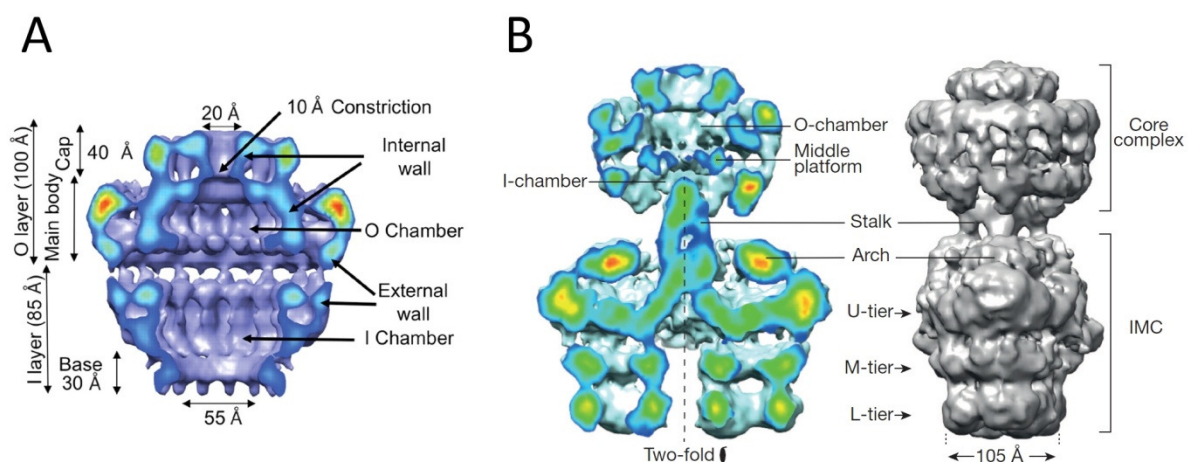 A
B
20 Å
10 Å Constriction
O layer (100 Å)
Cap
40 Å
Main body
Internal
wall
O Chamber
External
wall
I layer (85 Å)
I Chamber
Base
30 Å
55 Å
O-chamber
Middle
platform
I-chamber
Stalk
Arch
U-tier
M-tier
L-tier
Core
complex
IMC
Two-fold
105 Å